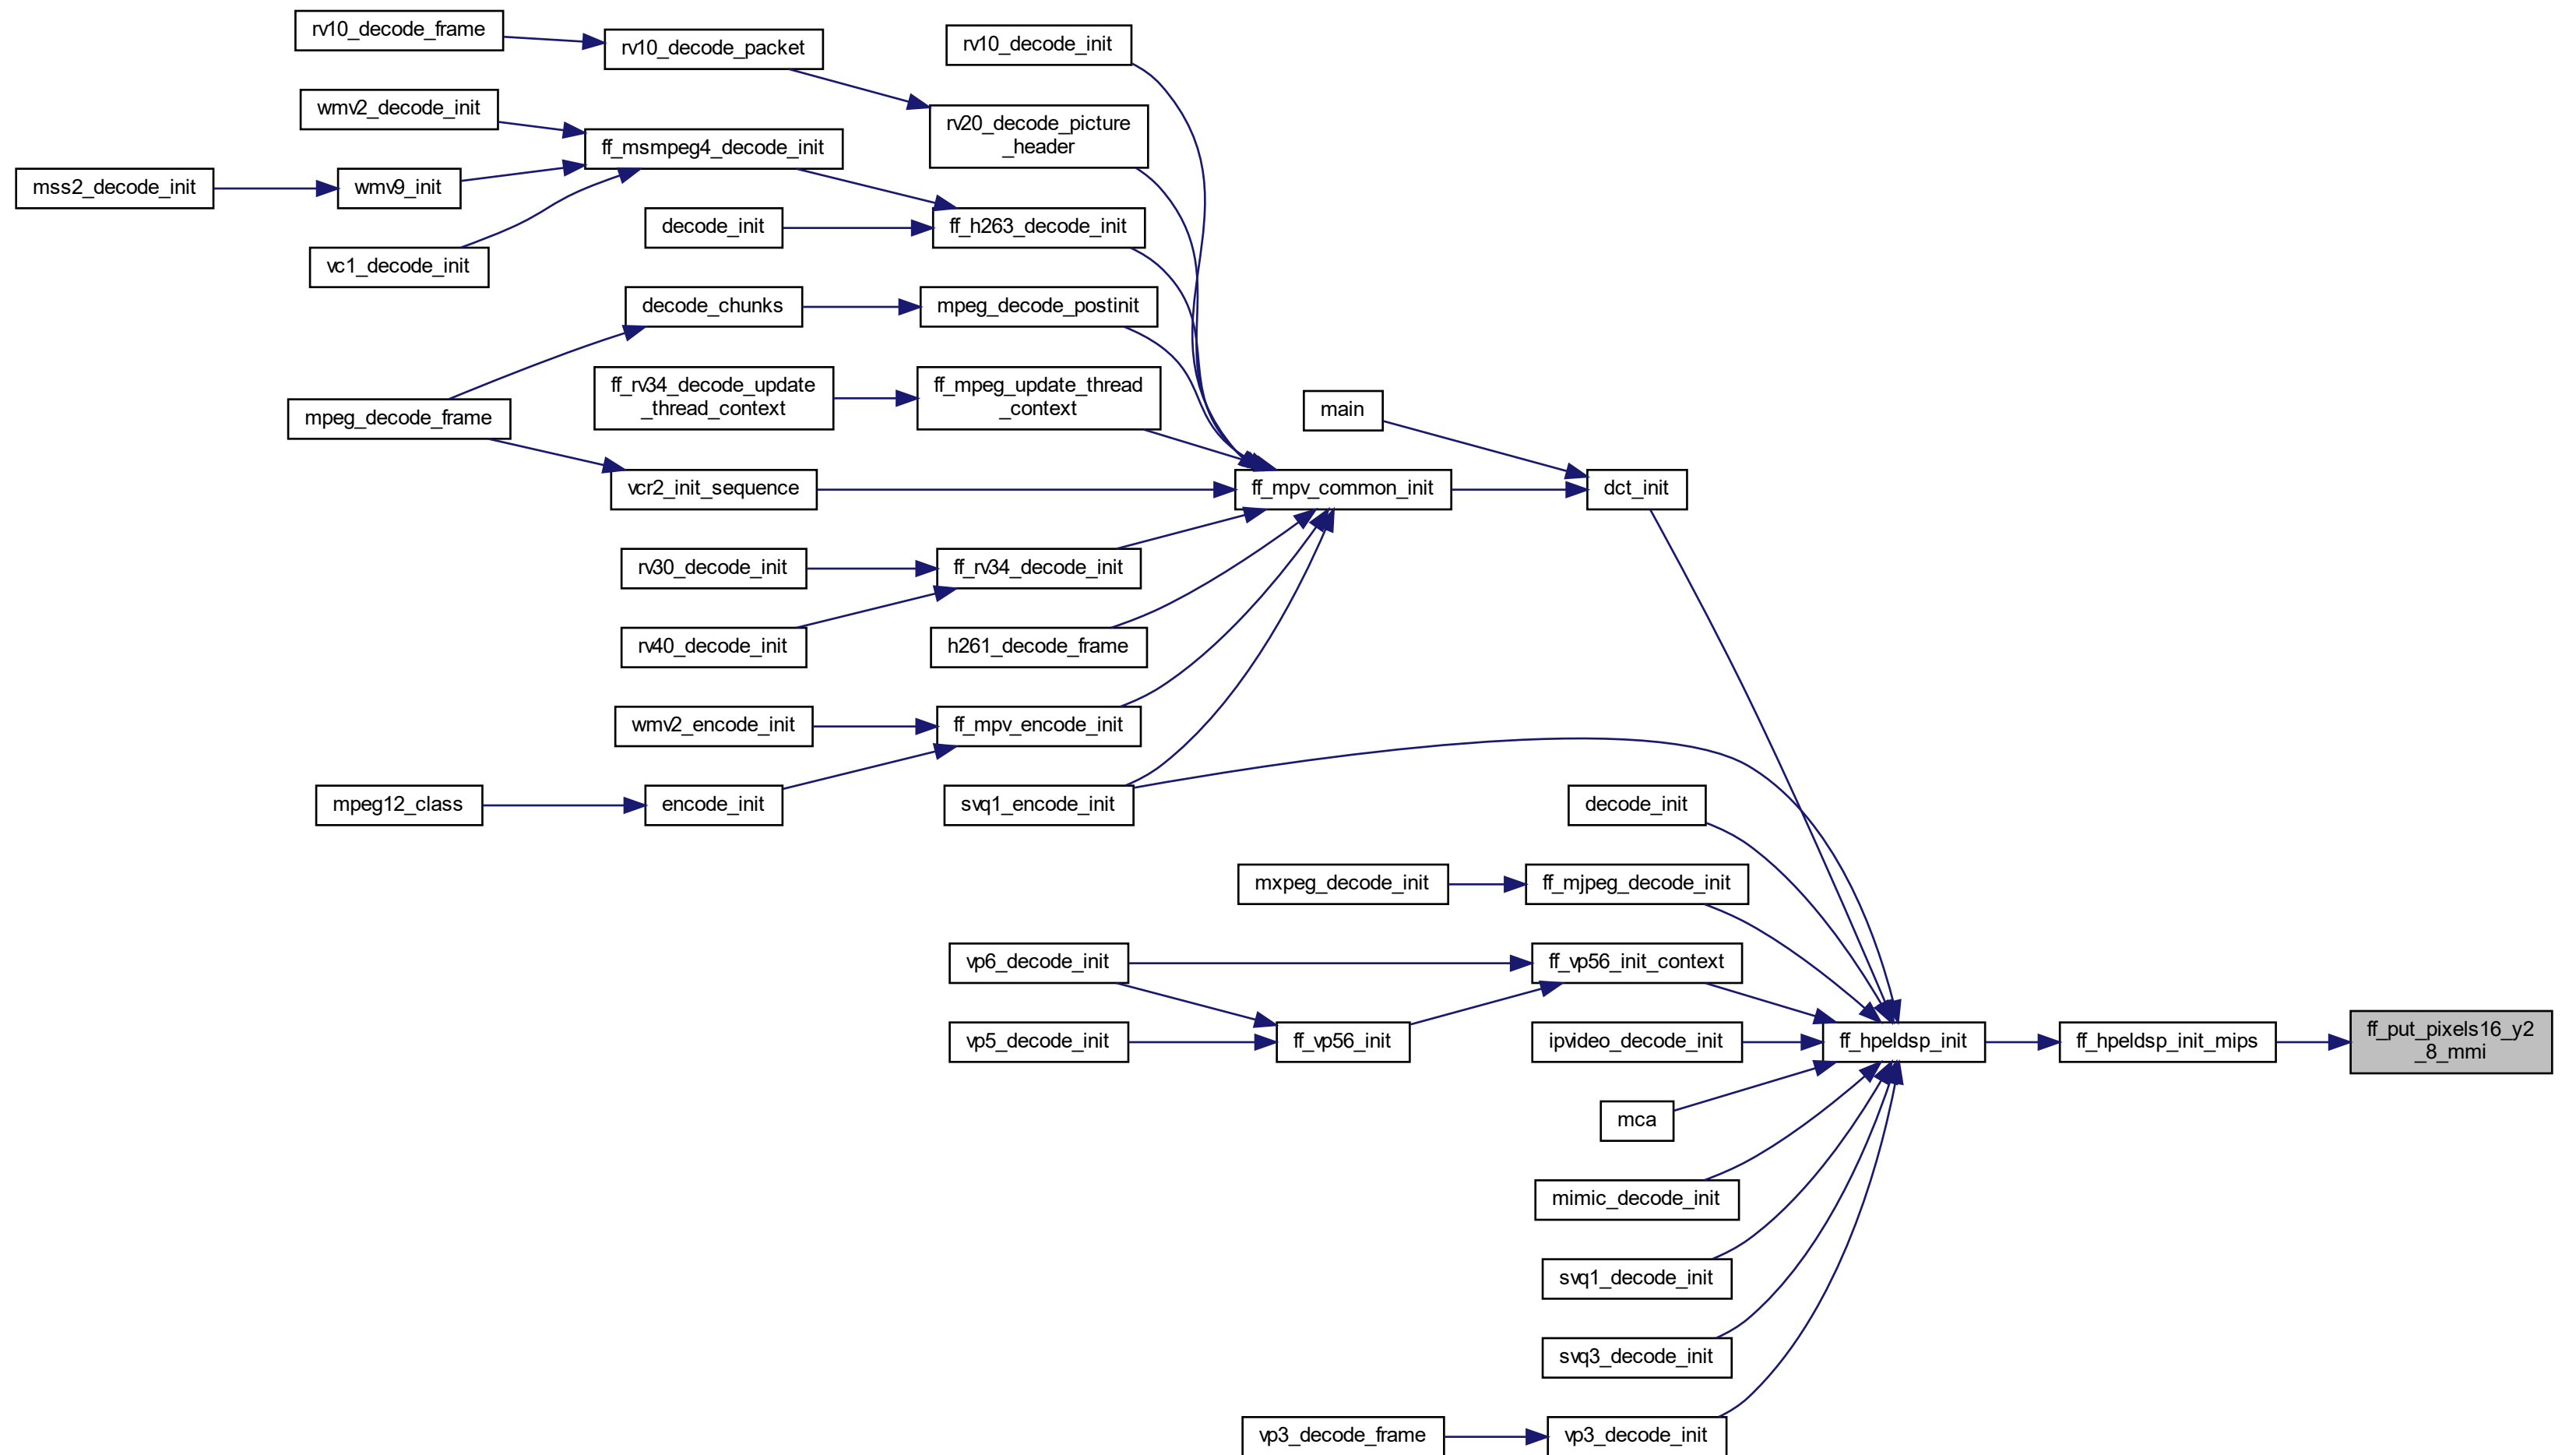 rv10_decode_frame
rv10_decode_packet
rv10_decode_init
wmv2_decode_init
rv20_decode_picture
_header
ff_msmpeg4_decode_init
mss2_decode_init
wmv9_init
decode_init
ff_h263_decode_init
vc1_decode_init
decode_chunks
mpeg_decode_postinit
ff_rv34_decode_update
_thread_context
ff_mpeg_update_thread
_context
main
mpeg_decode_frame
vcr2_init_sequence
ff_mpv_common_init
dct_init
rv30_decode_init
ff_rv34_decode_init
rv40_decode_init
h261_decode_frame
wmv2_encode_init
ff_mpv_encode_init
mpeg12_class
encode_init
svq1_encode_init
decode_init
mxpeg_decode_init
ff_mjpeg_decode_init
vp6_decode_init
ff_vp56_init_context
vp5_decode_init
ff_vp56_init
ipvideo_decode_init
ff_hpeldsp_init
ff_hpeldsp_init_mips
ff_put_pixels16_y2
_8_mmi
mca
mimic_decode_init
svq1_decode_init
svq3_decode_init
vp3_decode_frame
vp3_decode_init